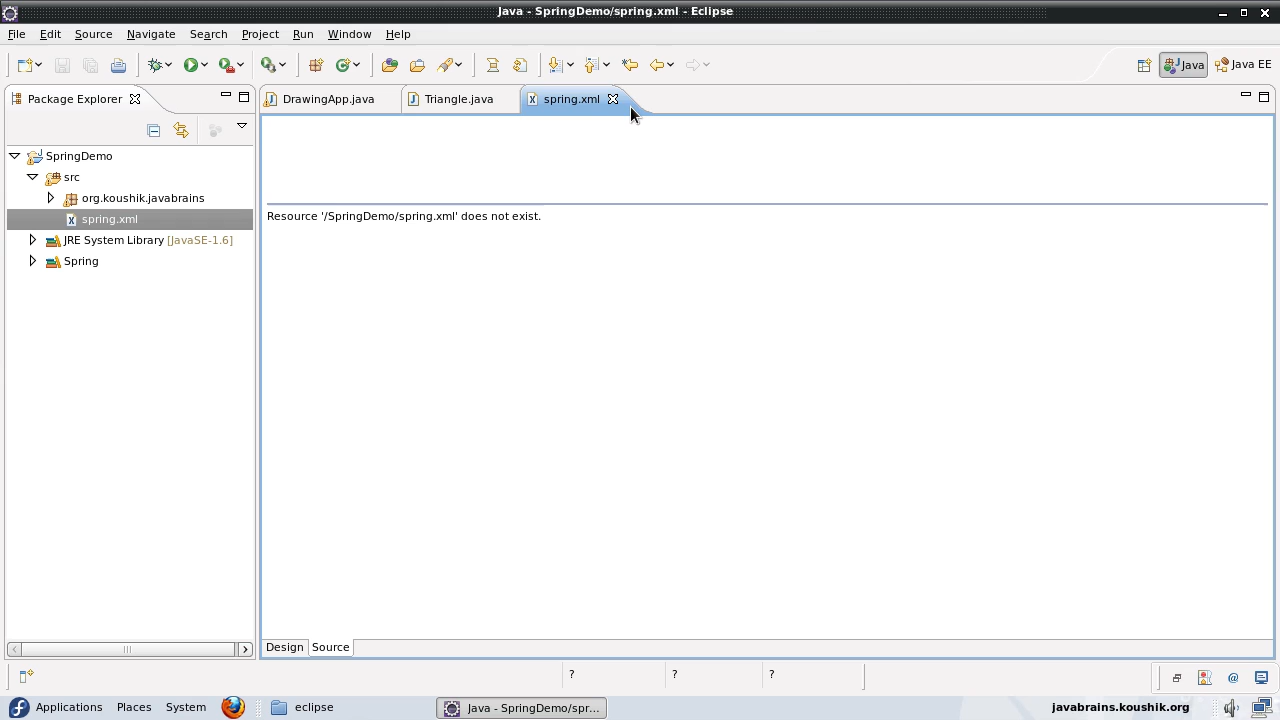 Java - SpringDemo/spring.xml - Eclipse
File Edit Source Navigate Search Project Run Window Help
Java Java EE
Package Explorer
DrawingApp.java Triangle.java spring.xml
SpringDemo
src
org.koushik.javabrains
spring.xml
Resource '/SpringDemo/spring.xml' does not exist.
JRE System Library [JavaSE-1.6]
Spring
Design Source
? ? ?
Applications Places System eclipse Java - SpringDemo/spr... javabrains.koushik.org